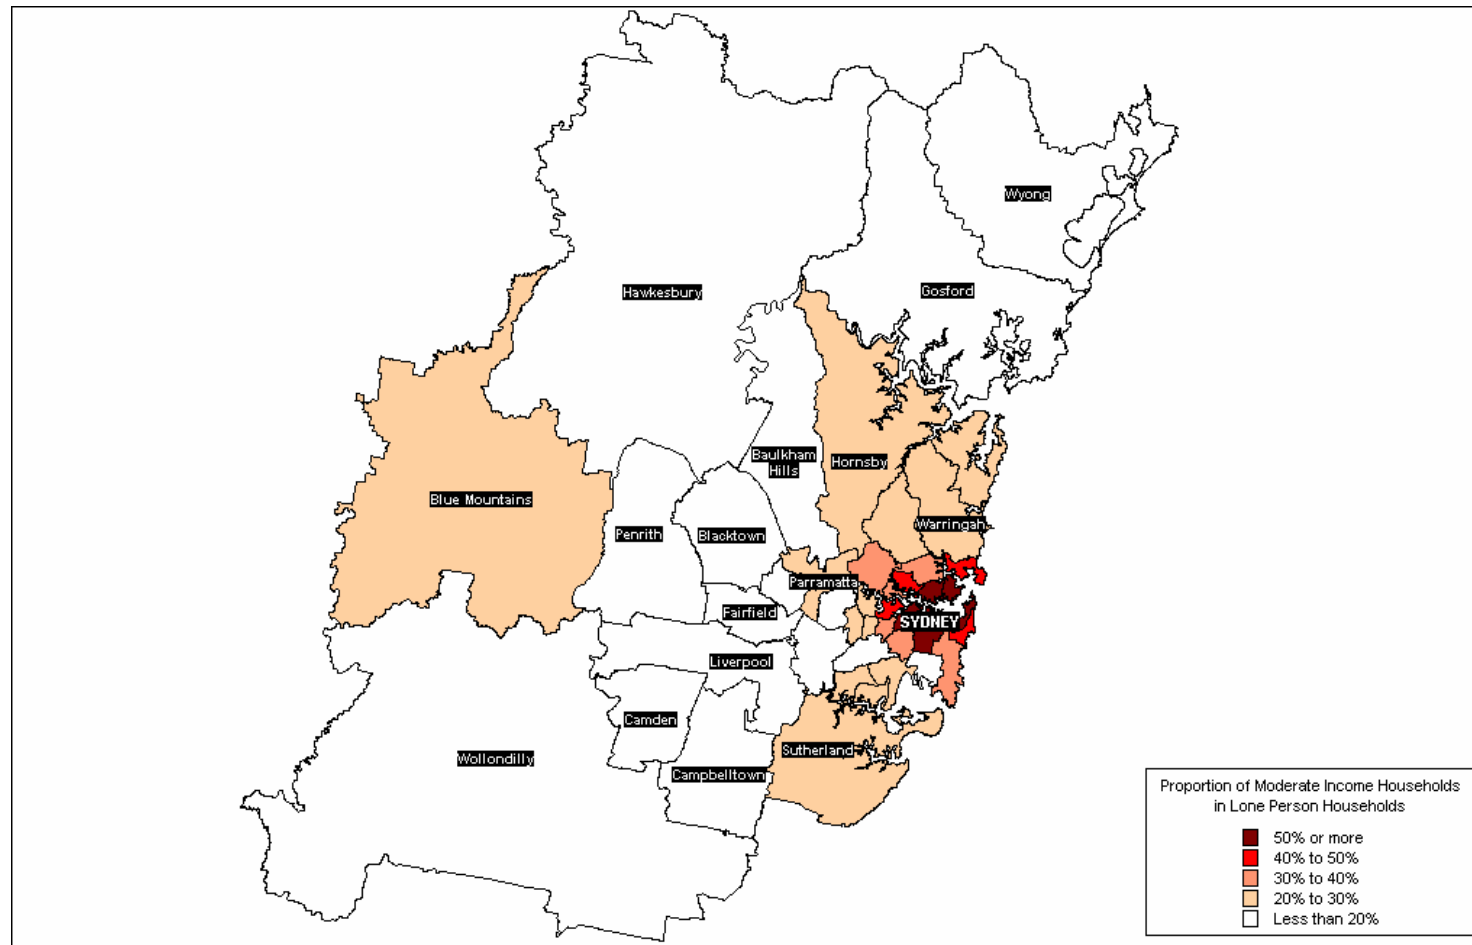 Wyong
Gosford
Hawkesbury
Baulkham
Hills
Hornsby
Blue Mountains
Warringah
Penrith
Blacktown
Parramatta
Fairfield
SYDNEY
Liverpool
Camden
Sutherland
Wollondilly
Campbelltown
Proportion of Moderate Income Households
in Lone Person Households
50% or more
40% to 50%
30% to 40%
20% to 30%
Less than 20%